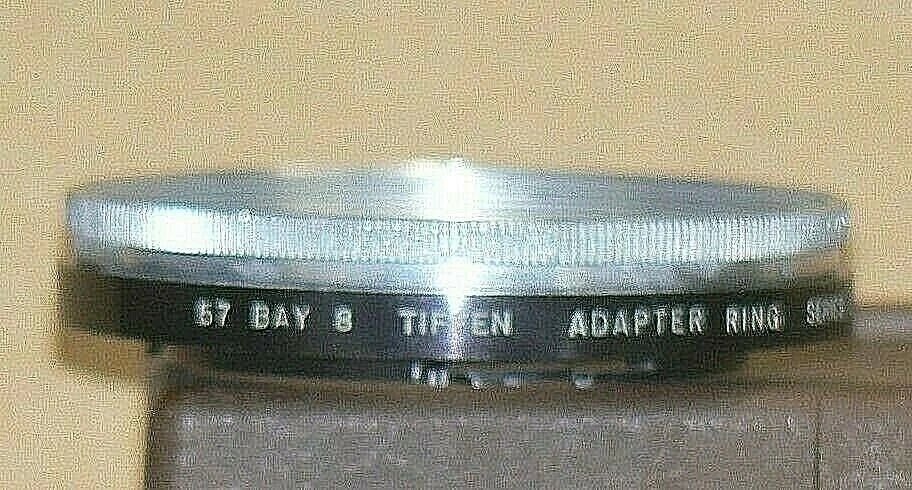 57 BAY 8 TIFFEN ADAPTER RING